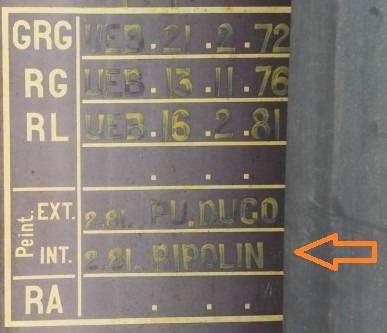 GRG UEB.21.2.72
RG UEB.13.11.76
RL UEB.16.2.81
. . .
Peint. EXT. 2.81. PU.DUCO
INT. 2.81. RIPOLIN
RA . . .